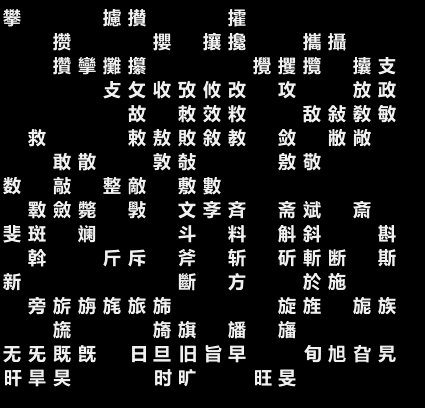 攀 攄 攅 攉
攒 攖 攘 攙 攜 攝
攢 攣 攤 攥 攪 攫 攬 攮 支
攴 攵 收 攷 攸 改 攻 放 政
故 敇 效 敉 敌 敍 敎 敏
救 敕 敖 敗 敘 教 敛 敝 敞
敢 散 敦 敧 敫 敬
数 敲 整 敵 敷 數
斁 斂 斃 斅 文 斈 斉 斋 斌 斎
斐 斑 斓 斗 料 斛 斜 斟
斡 斤 斥 斧 斩 斫 斬 断 斯
新 斷 方 於 施
旁 旂 旃 旄 旅 旆 旋 旌 旎 族
旒 旖 旗 旙 旛
无 旡 既 旣 日 旦 旧 旨 早 旬 旭 旮 旯
旰 旱 旲 时 旷 旺 旻